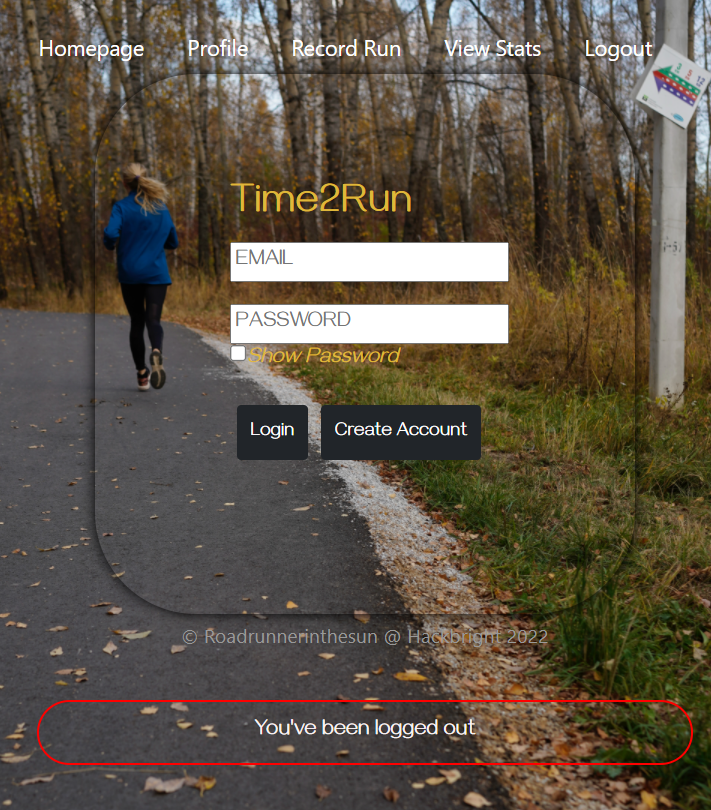 Homepage Profile Record Run View Stats Logout
Time2Run
EMAIL
PASSWORD
Show Password
Login Create Account
© Roadrunnerinthesun @ Hackbright 2022
You've been logged out